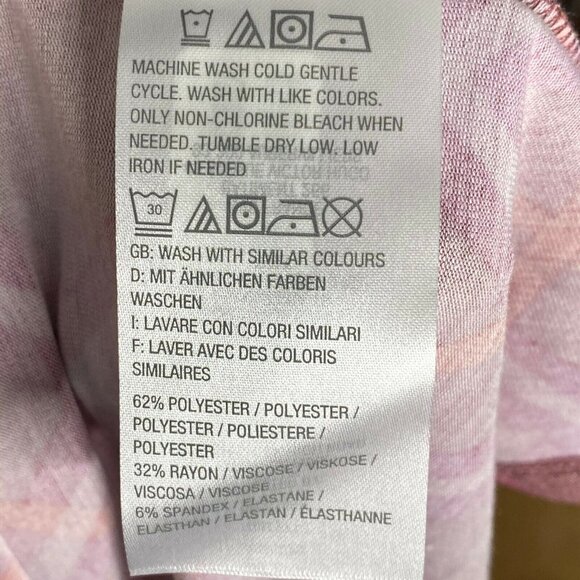 MACHINE WASH COLD GENTLE
CYCLE. WASH WITH LIKE COLORS.
ONLY NON-CHLORINE BLEACH WHEN
NEEDED. TUMBLE DRY LOW. LOW
IRON IF NEEDED
30
GB: WASH WITH SIMILAR COLOURS
D: MIT ÄHNLICHEN FARBEN
WASCHEN
I: LAVARE CON COLORI SIMILARI
F: LAVER AVEC DES COLORIS
SIMILAIRES
62% POLYESTER / POLYESTER /
POLYESTER / POLIESTERE /
POLYESTER
32% RAYON / VISCOSE / VISKOSE /
VISCOSA / VISCOSE
6% SPANDEX / ELASTANE /
ELASTHAN / ELASTAN / ÉLASTHANNE